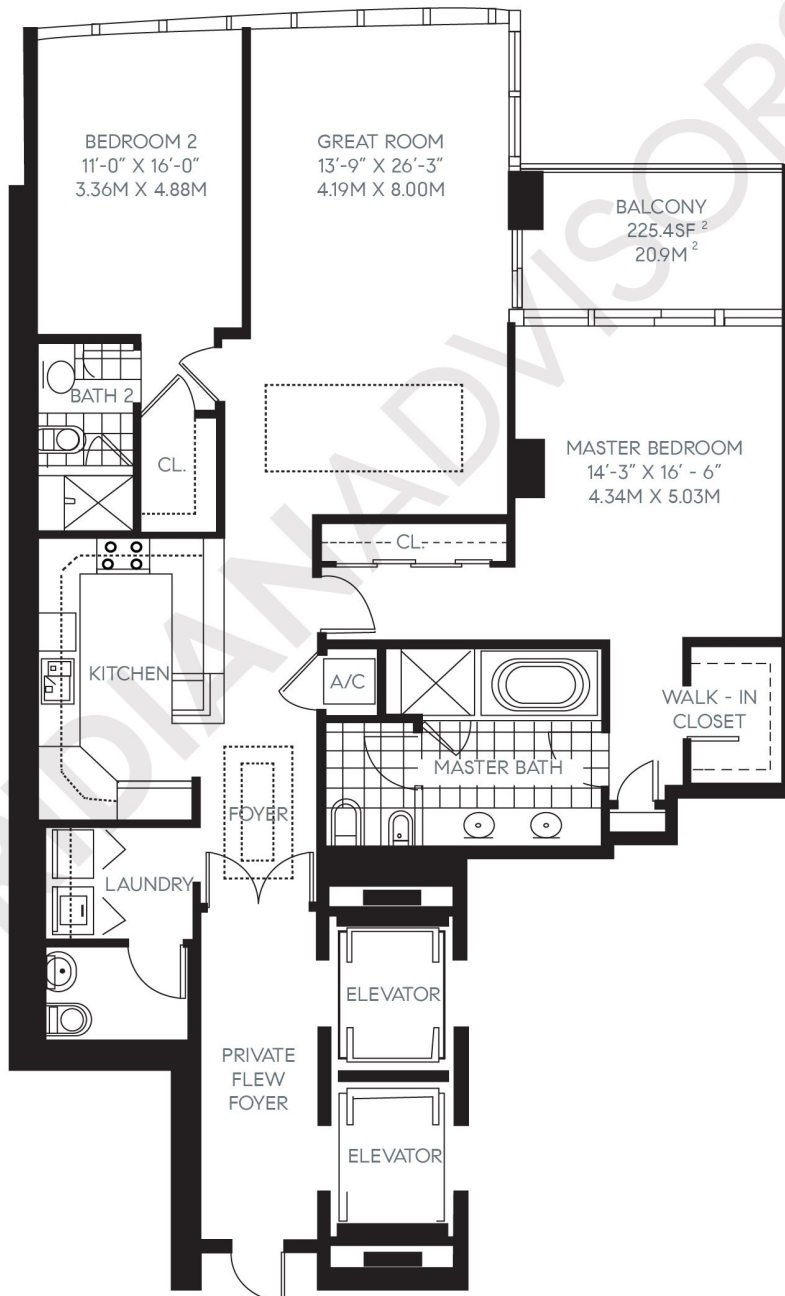 BEDROOM 2
11'-0" X 16'-0"
3.36M X 4.88M
GREAT ROOM
13'-9" X 26'-3"
4.19M X 8.00M
BALCONY
225.4SF ²
20.9M ²
BATH 2
CL.
MASTER BEDROOM
14'-3" X 16' - 6"
4.34M X 5.03M
CL.
KITCHEN
A/C
WALK - IN
CLOSET
MASTER BATH
FOYER
LAUNDRY
ELEVATOR
PRIVATE
FLEW
FOYER
ELEVATOR
RIDIANADVISORS